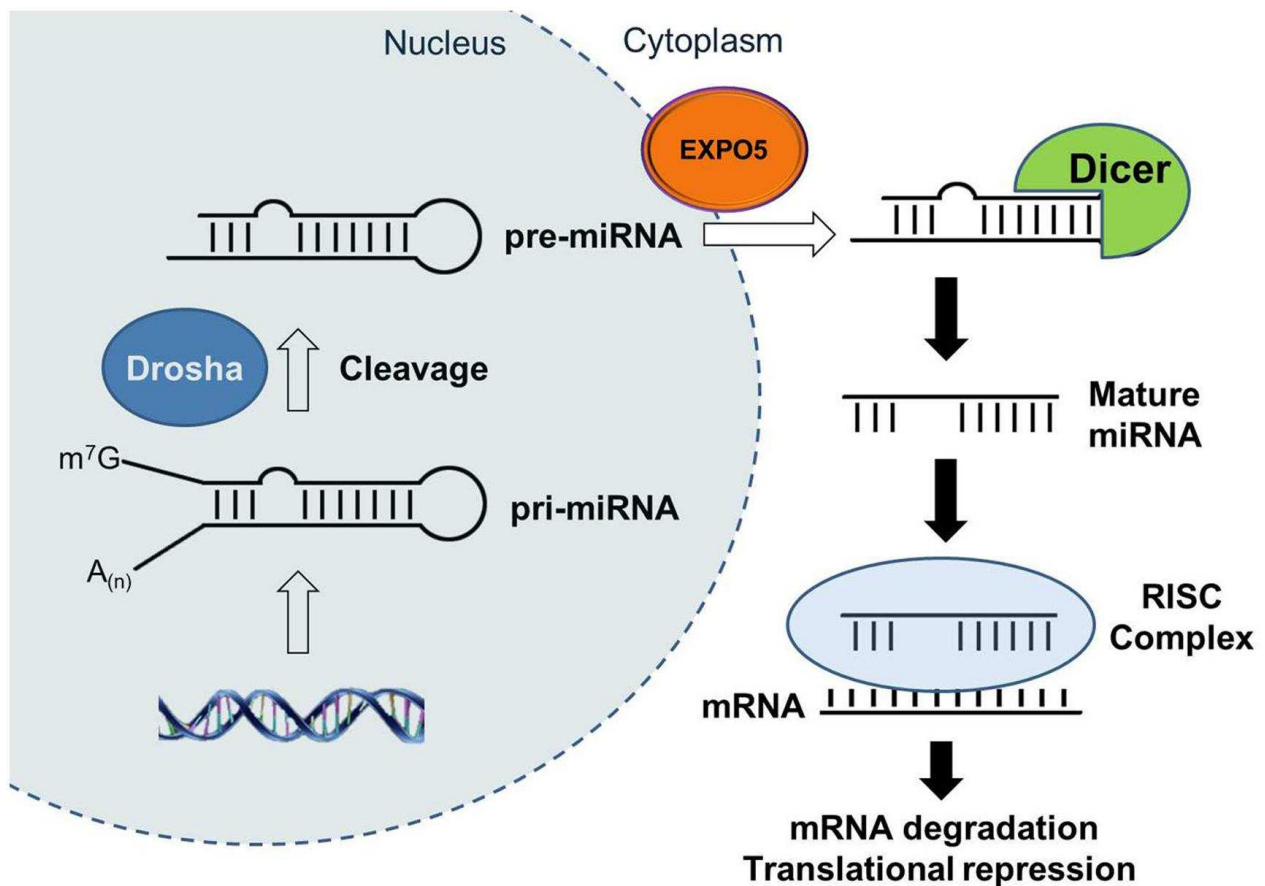 Nucleus
Cytoplasm
EXPO5
Dicer
pre-miRNA
Drosha
Cleavage
Mature
miRNA
m⁷G
pri-miRNA
A(n)
RISC
Complex
mRNA
mRNA degradation
Translational repression